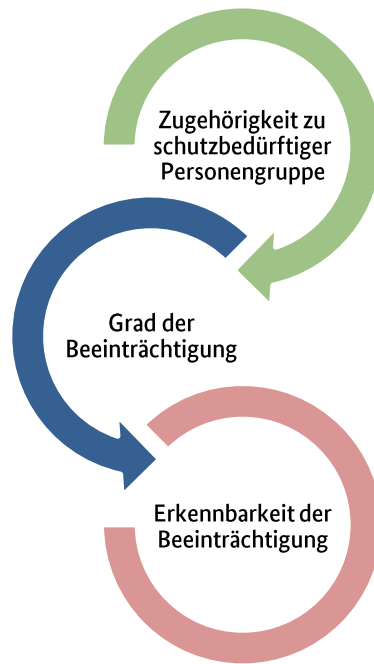 Zugehörigkeit zu
schutzbedürftiger
Personengruppe
Grad der
Beeinträchtigung
Erkennbarkeit der
Beeinträchtigung